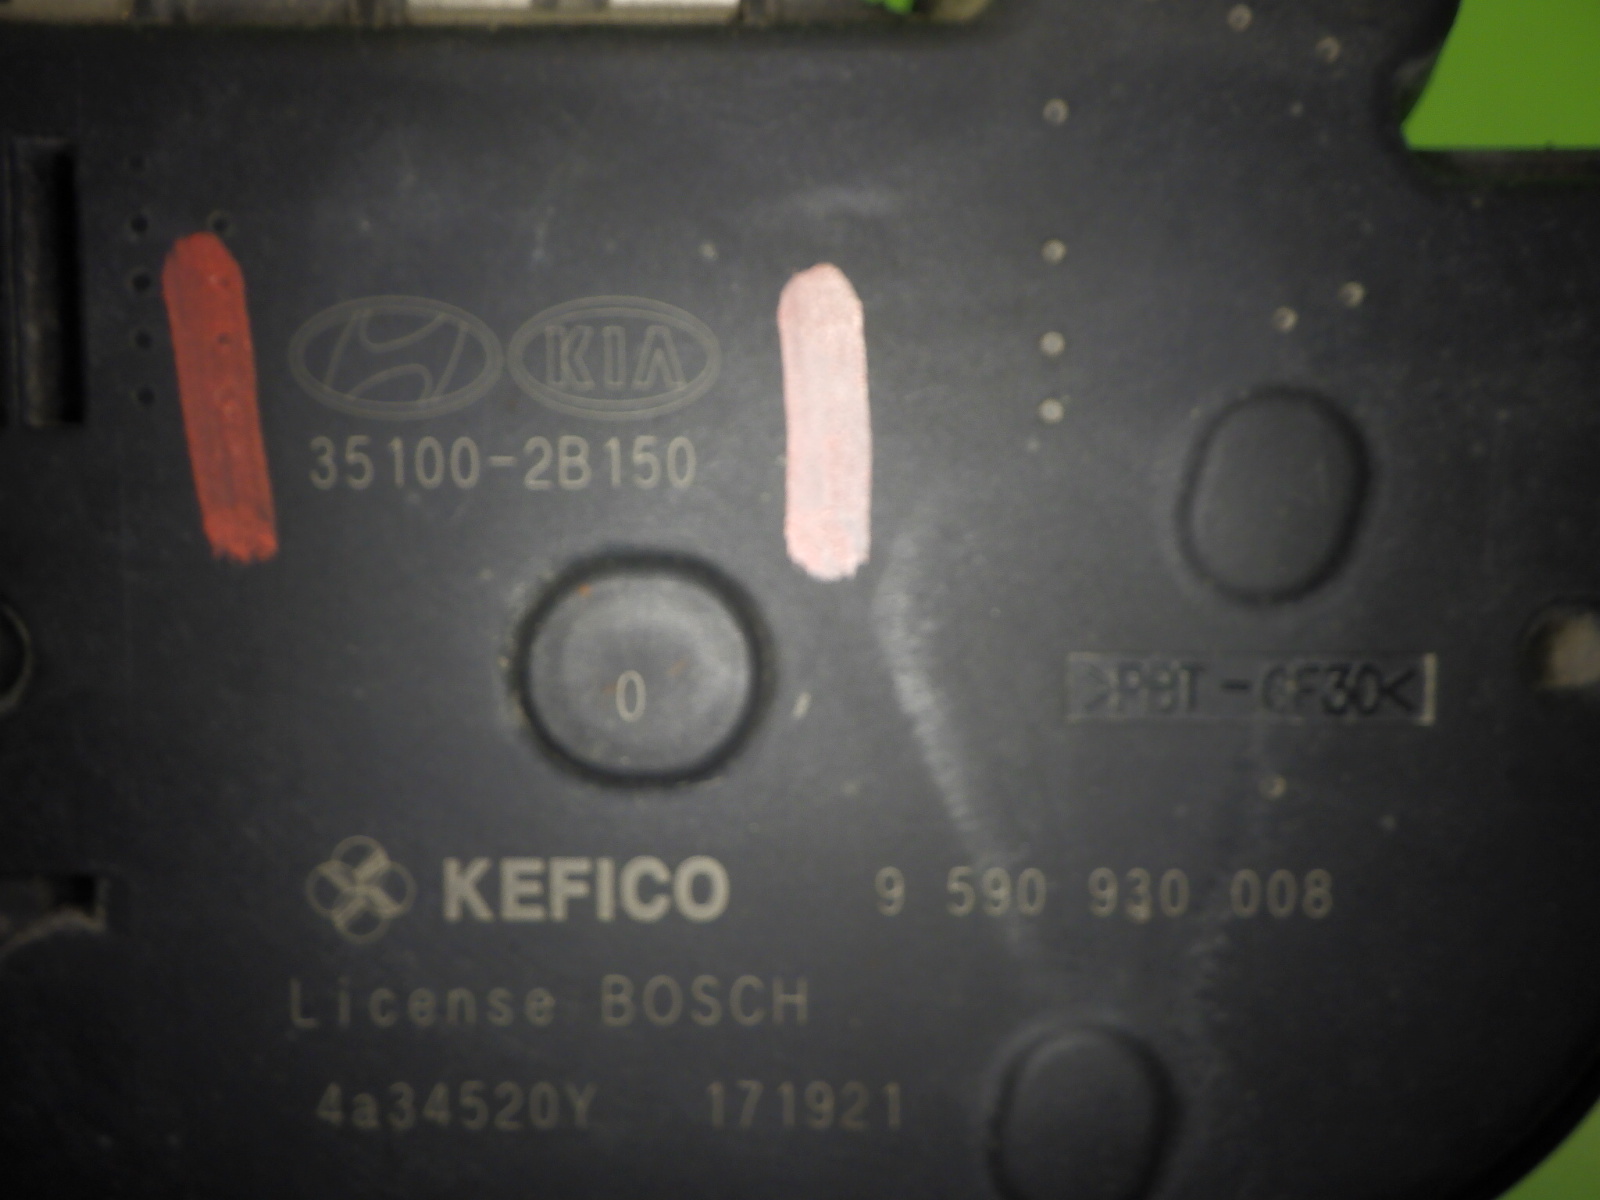 KIA
35100-2B150
0
>PBT-GF30<
KEFICO 9 590 930 008
License BOSCH
4a34520Y 171921